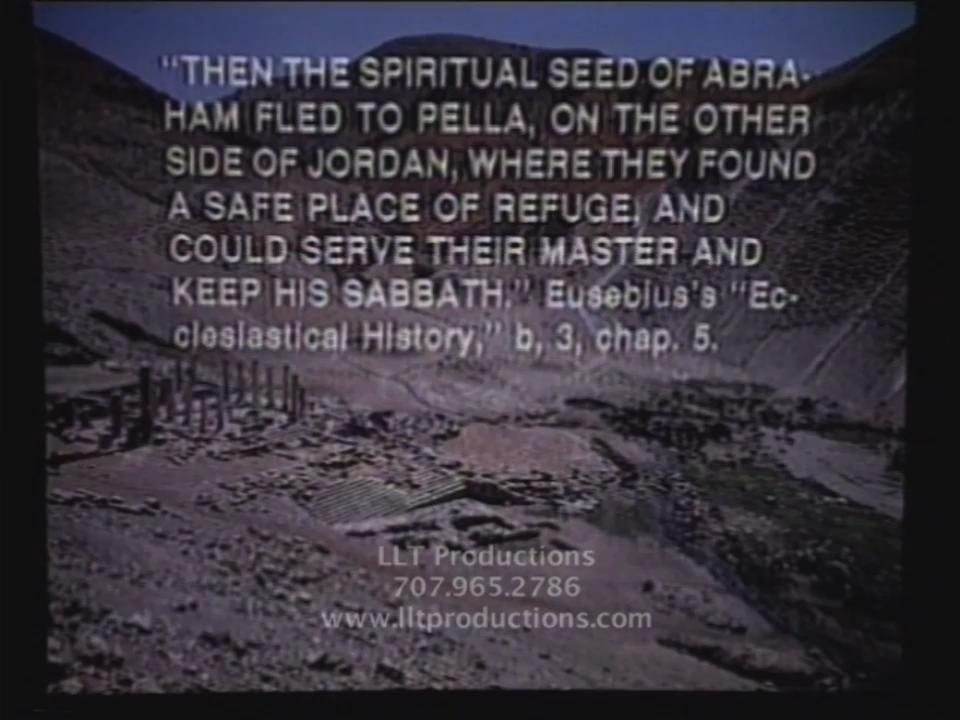 "THEN THE SPIRITUAL SEED OF ABRA-
HAM FLED TO PELLA, ON THE OTHER
SIDE OF JORDAN, WHERE THEY FOUND
A SAFE PLACE OF REFUGE, AND
COULD SERVE THEIR MASTER AND
KEEP HIS SABBATH." Eusebius's "Ec-
clesiastical History," b, 3, chap. 5.
LLT Productions
707.965.2786
www.lltproductions.com